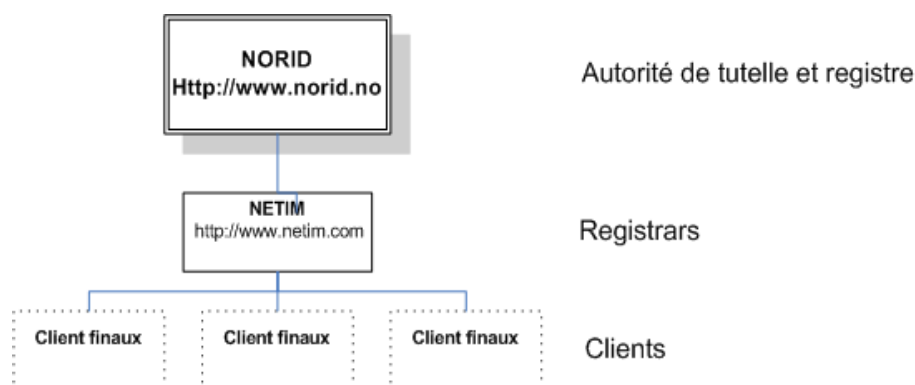 NORID
Http://www.norid.no
Autorité de tutelle et registre
NETIM
http://www.netim.com
Registrars
Client finaux
Client finaux
Client finaux
Clients